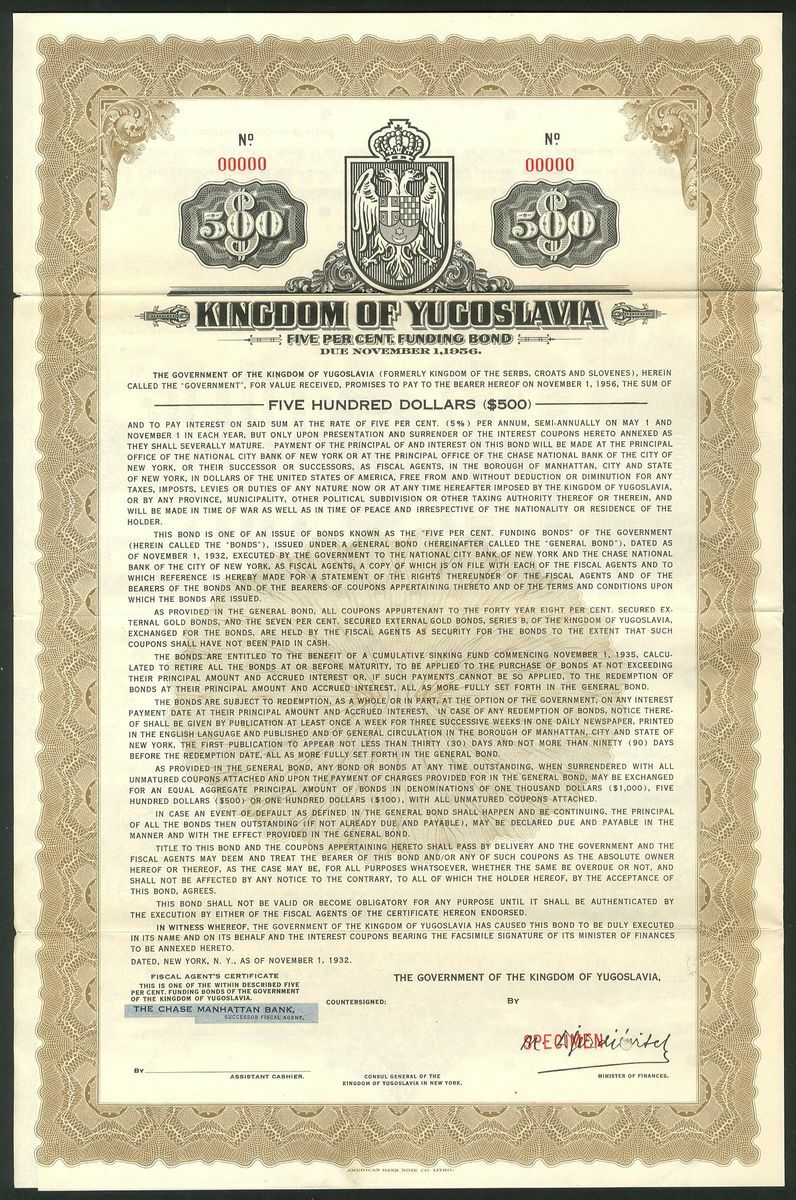 Nº Nº
00000 00000
$500 $500
KINGDOM OF YUGOSLAVIA
FIVE PER CENT. FUNDING BOND
DUE NOVEMBER 1, 1956.
THE GOVERNMENT OF THE KINGDOM OF YUGOSLAVIA (FORMERLY KINGDOM OF THE SERBS, CROATS AND SLOVENES), HEREIN
CALLED THE "GOVERNMENT", FOR VALUE RECEIVED, PROMISES TO PAY TO THE BEARER HEREOF ON NOVEMBER 1, 1956, THE SUM OF
FIVE HUNDRED DOLLARS ($500)
AND TO PAY INTEREST ON SAID SUM AT THE RATE OF FIVE PER CENT. (5%) PER ANNUM, SEMI-ANNUALLY ON MAY 1 AND
NOVEMBER 1 IN EACH YEAR, BUT ONLY UPON PRESENTATION AND SURRENDER OF THE INTEREST COUPONS HERETO ANNEXED AS
THEY SHALL SEVERALLY MATURE. PAYMENT OF THE PRINCIPAL OF AND INTEREST ON THIS BOND WILL BE MADE AT THE PRINCIPAL
OFFICE OF THE NATIONAL CITY BANK OF NEW YORK OR AT THE PRINCIPAL OFFICE OF THE CHASE NATIONAL BANK OF THE CITY OF
NEW YORK, OR THEIR SUCCESSOR OR SUCCESSORS, AS FISCAL AGENTS, IN THE BOROUGH OF MANHATTAN, CITY AND STATE
OF NEW YORK, IN DOLLARS OF THE UNITED STATES OF AMERICA, FREE FROM AND WITHOUT DEDUCTION OR DIMINUTION FOR ANY
TAXES, IMPOSTS, LEVIES OR DUTIES OF ANY NATURE NOW OR AT ANY TIME HEREAFTER IMPOSED BY THE KINGDOM OF YUGOSLAVIA,
OR BY ANY PROVINCE, MUNICIPALITY, OTHER POLITICAL SUBDIVISION OR OTHER TAXING AUTHORITY THEREOF OR THEREIN, AND
WILL BE MADE IN TIME OF WAR AS WELL AS IN TIME OF PEACE AND IRRESPECTIVE OF THE NATIONALITY OR RESIDENCE OF THE
HOLDER.
THIS BOND IS ONE OF AN ISSUE OF BONDS KNOWN AS THE "FIVE PER CENT. FUNDING BONDS" OF THE GOVERNMENT
(HEREIN CALLED THE "BONDS"), ISSUED UNDER A GENERAL BOND (HEREINAFTER CALLED THE "GENERAL BOND"), DATED AS
OF NOVEMBER 1, 1932, EXECUTED BY THE GOVERNMENT TO THE NATIONAL CITY BANK OF NEW YORK AND THE CHASE NATIONAL
BANK OF THE CITY OF NEW YORK, AS FISCAL AGENTS, A COPY OF WHICH IS ON FILE WITH EACH OF THE FISCAL AGENTS AND TO
WHICH REFERENCE IS HEREBY MADE FOR A STATEMENT OF THE RIGHTS THEREUNDER OF THE FISCAL AGENTS AND OF THE
BEARERS OF THE BONDS AND OF THE BEARERS OF COUPONS APPERTAINING THERETO AND OF THE TERMS AND CONDITIONS UPON
WHICH THE BONDS ARE ISSUED.
AS PROVIDED IN THE GENERAL BOND, ALL COUPONS APPURTENANT TO THE FORTY YEAR EIGHT PER CENT. SECURED EX-
TERNAL GOLD BONDS, AND THE SEVEN PER CENT. SECURED EXTERNAL GOLD BONDS, SERIES B, OF THE KINGDOM OF YUGOSLAVIA,
EXCHANGED FOR THE BONDS, ARE HELD BY THE FISCAL AGENTS AS SECURITY FOR THE BONDS TO THE EXTENT THAT SUCH
COUPONS SHALL HAVE NOT BEEN PAID IN CASH.
THE BONDS ARE ENTITLED TO THE BENEFIT OF A CUMULATIVE SINKING FUND COMMENCING NOVEMBER 1, 1935, CALCU-
LATED TO RETIRE ALL THE BONDS AT OR BEFORE MATURITY, TO BE APPLIED TO THE PURCHASE OF BONDS AT NOT EXCEEDING
THEIR PRINCIPAL AMOUNT AND ACCRUED INTEREST OR, IF SUCH PAYMENTS CANNOT BE SO APPLIED, TO THE REDEMPTION OF
BONDS AT THEIR PRINCIPAL AMOUNT AND ACCRUED INTEREST, ALL AS MORE FULLY SET FORTH IN THE GENERAL BOND.
THE BONDS ARE SUBJECT TO REDEMPTION, AS A WHOLE OR IN PART, AT THE OPTION OF THE GOVERNMENT, ON ANY INTEREST
PAYMENT DATE AT THEIR PRINCIPAL AMOUNT AND ACCRUED INTEREST. IN CASE OF ANY REDEMPTION OF BONDS, NOTICE THERE-
OF SHALL BE GIVEN BY PUBLICATION AT LEAST ONCE A WEEK FOR THREE SUCCESSIVE WEEKS IN ONE DAILY NEWSPAPER, PRINTED
IN THE ENGLISH LANGUAGE AND PUBLISHED AND OF GENERAL CIRCULATION IN THE BOROUGH OF MANHATTAN, CITY AND STATE OF
NEW YORK, THE FIRST PUBLICATION TO APPEAR NOT LESS THAN THIRTY (30) DAYS AND NOT MORE THAN NINETY (90) DAYS
BEFORE THE REDEMPTION DATE, ALL AS MORE FULLY SET FORTH IN THE GENERAL BOND.
AS PROVIDED IN THE GENERAL BOND, ANY BOND OR BONDS AT ANY TIME OUTSTANDING, WHEN SURRENDERED WITH ALL
UNMATURED COUPONS ATTACHED AND UPON THE PAYMENT OF CHARGES PROVIDED FOR IN THE GENERAL BOND, MAY BE EXCHANGED
FOR AN EQUAL AGGREGATE PRINCIPAL AMOUNT OF BONDS IN DENOMINATIONS OF ONE THOUSAND DOLLARS ($1,000), FIVE
HUNDRED DOLLARS ($500) OR ONE HUNDRED DOLLARS ($100), WITH ALL UNMATURED COUPONS ATTACHED.
IN CASE AN EVENT OF DEFAULT AS DEFINED IN THE GENERAL BOND SHALL HAPPEN AND BE CONTINUING, THE PRINCIPAL
OF ALL THE BONDS THEN OUTSTANDING (IF NOT ALREADY DUE AND PAYABLE), MAY BE DECLARED DUE AND PAYABLE IN THE
MANNER AND WITH THE EFFECT PROVIDED IN THE GENERAL BOND.
TITLE TO THIS BOND AND THE COUPONS APPERTAINING HERETO SHALL PASS BY DELIVERY AND THE GOVERNMENT AND THE
FISCAL AGENTS MAY DEEM AND TREAT THE BEARER OF THIS BOND AND/OR ANY OF SUCH COUPONS AS THE ABSOLUTE OWNER
HEREOF OR THEREOF, AS THE CASE MAY BE, FOR ALL PURPOSES WHATSOEVER, WHETHER THE SAME BE OVERDUE OR NOT, AND
SHALL NOT BE AFFECTED BY ANY NOTICE TO THE CONTRARY, TO ALL OF WHICH THE HOLDER HEREOF, BY THE ACCEPTANCE OF
THIS BOND, AGREES.
THIS BOND SHALL NOT BE VALID OR BECOME OBLIGATORY FOR ANY PURPOSE UNTIL IT SHALL BE AUTHENTICATED BY
THE EXECUTION BY EITHER OF THE FISCAL AGENTS OF THE CERTIFICATE HEREON ENDORSED.
IN WITNESS WHEREOF, THE GOVERNMENT OF THE KINGDOM OF YUGOSLAVIA HAS CAUSED THIS BOND TO BE DULY EXECUTED
IN ITS NAME AND ON ITS BEHALF AND THE INTEREST COUPONS BEARING THE FACSIMILE SIGNATURE OF ITS MINISTER OF FINANCES
TO BE ANNEXED HERETO.
DATED, NEW YORK, N. Y., AS OF NOVEMBER 1, 1932.
FISCAL AGENT'S CERTIFICATE
THIS IS ONE OF THE WITHIN DESCRIBED FIVE
PER CENT. FUNDING BONDS OF THE GOVERNMENT
OF THE KINGDOM OF YUGOSLAVIA.
THE CHASE MANHATTAN BANK,
SUCCESSOR FISCAL AGENT.
BY
ASSISTANT CASHIER.
COUNTERSIGNED:
CONSUL GENERAL OF THE
KINGDOM OF YUGOSLAVIA IN NEW YORK.
THE GOVERNMENT OF THE KINGDOM OF YUGOSLAVIA,
BY
SPECIMEN
MINISTER OF FINANCES.
AMERICAN BANK NOTE CO. LITHO.